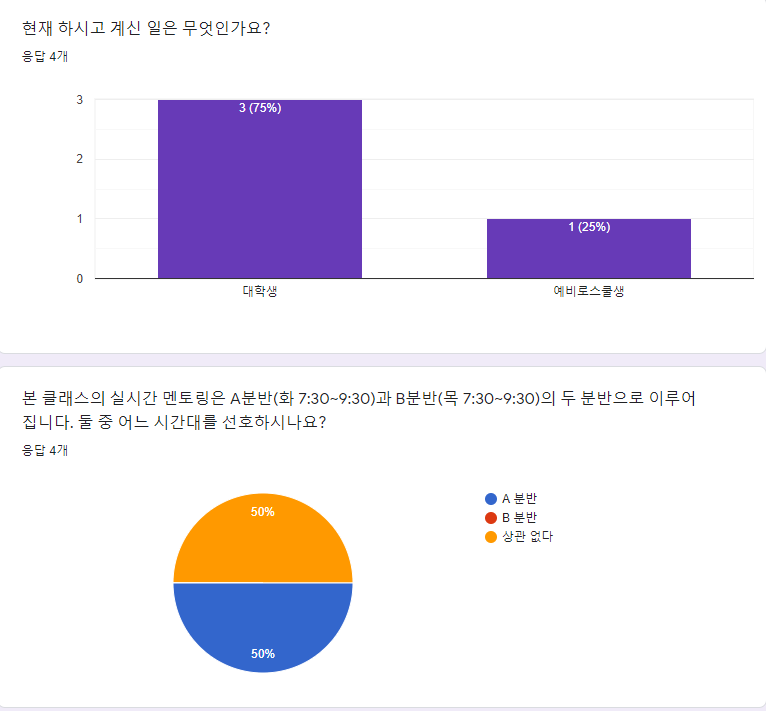 현재 하시고 계신 일은 무엇인가요?
응답 4개
3
3 (75%)
2
1
1 (25%)
0
대학생
예비로스쿨생
본 클래스의 실시간 멘토링은 A분반(화 7:30~9:30)과 B분반(목 7:30~9:30)의 두 분반으로 이루어
집니다. 둘 중 어느 시간대를 선호하시나요?
응답 4개
50%
50%
A 분반
B 분반
상관 없다